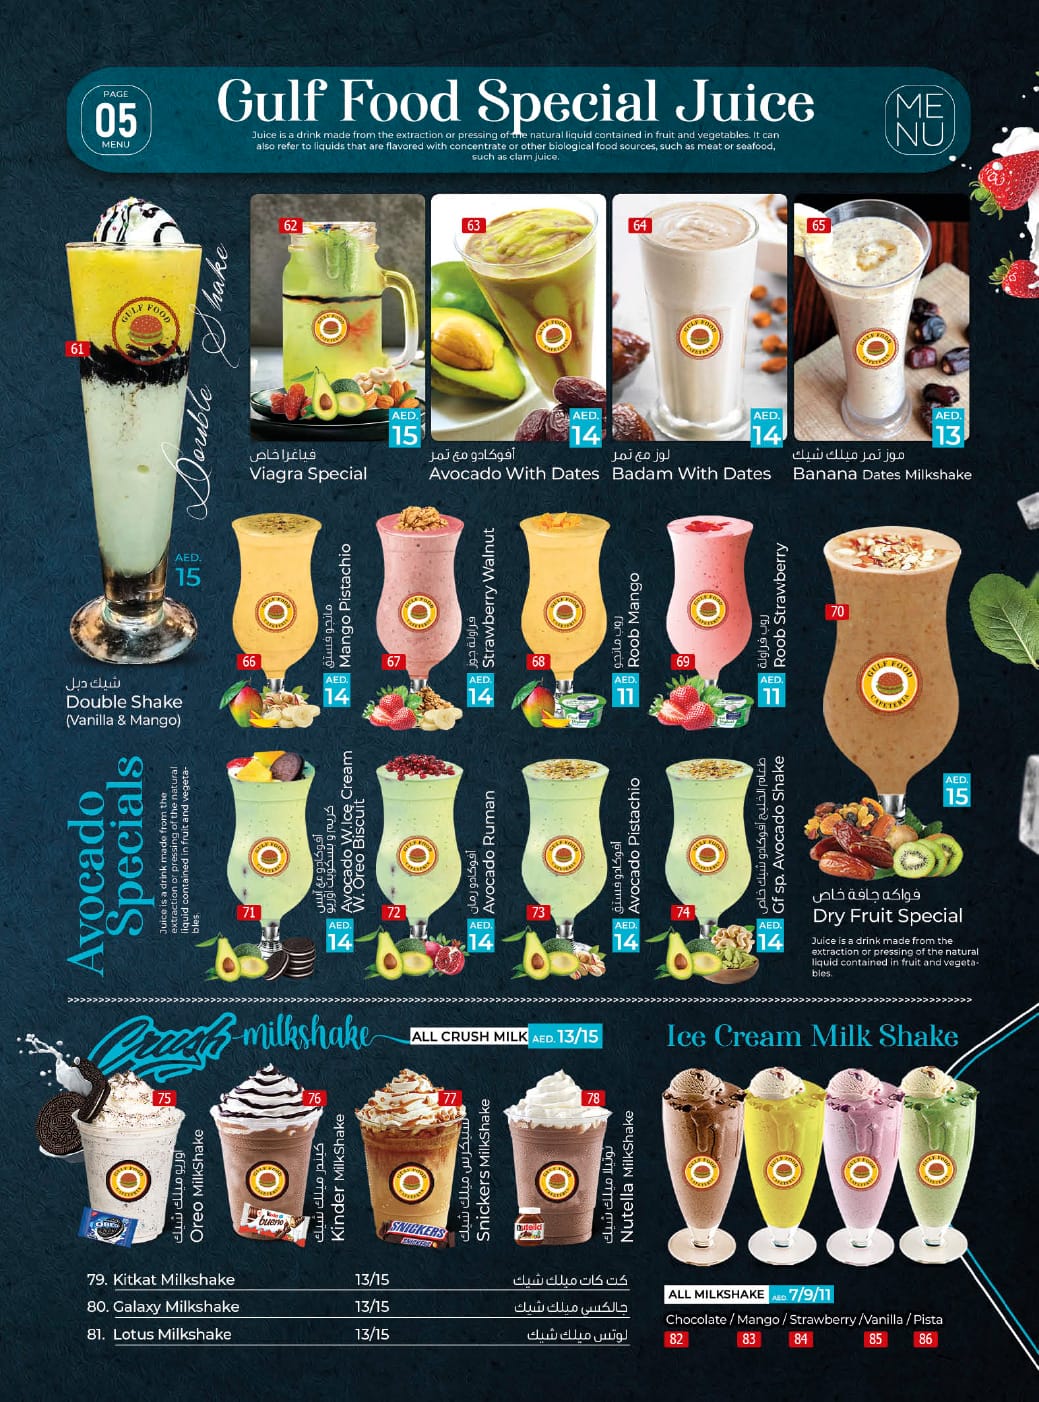 PAGE
05
MENU
Gulf Food Special Juice
Juice is a drink made from the extraction or pressing of the natural liquid contained in fruit and vegetables. It can
also refer to liquids that are flavored with concentrate or other biological food sources, such as meat or seafood,
such as clam juice.
ME
NU
61
Double Shake
AED.
15
شيك دبل
Double Shake
(Vanilla & Mango)
62
AED.
15
فياغرا خاص
Viagra Special
63
AED.
14
أفوكادو مع تمر
Avocado With Dates
64
AED.
14
لوز مع تمر
Badam With Dates
65
AED.
13
موز تمر ميلك شيك
Banana Dates Milkshake
66
مانجو فستق
Mango Pistachio
AED.
14
67
فراولة جوز
Strawberry Walnut
AED.
14
68
روب مانجو
Roob Mango
AED.
11
69
روب فراولة
Roob Strawberry
AED.
11
70
AED.
15
فواكه جافة خاص
Dry Fruit Special
Juice is a drink made from the
extraction or pressing of the natural
liquid contained in fruit and vegeta-
bles.
Avocado
Specials
Juice is a drink made from the
extraction or pressing of the natural
liquid contained in fruit and vegeta-
bles.
71
أفوكادو مع آيس
كريم و بسكويت أوريو
Avocado W.Ice Cream
W. Oreo Biscuit
AED.
14
72
أفوكادو رمان
Avocado Ruman
AED.
14
73
أفوكادو فستق
Avocado Pistachio
AED.
14
74
طعام الخليج أفوكادو شيك خاص
Gf sp. Avocado Shake
AED.
14
Crush milkshake
ALL CRUSH MILK AED. 13/15
75
اوريو ميلك شيك
Oreo MilkShake
76
كيندر ميلك شيك
Kinder MilkShake
77
سنيكرس ميلك شيك
Snickers MilkShake
78
نوتيلا ميلك شيك
Nutella MilkShake
79. Kitkat Milkshake 13/15 كت كات ميلك شيك
80. Galaxy Milkshake 13/15 جالكسي ميلك شيك
81. Lotus Milkshake 13/15 لوتس ميلك شيك
Ice Cream Milk Shake
ALL MILKSHAKE AED. 7/9/11
Chocolate / Mango / Strawberry /Vanilla / Pista
82 83 84 85 86
GULF FOOD
CAFETERIA
OREO
bueno
SNICKERS
nutella